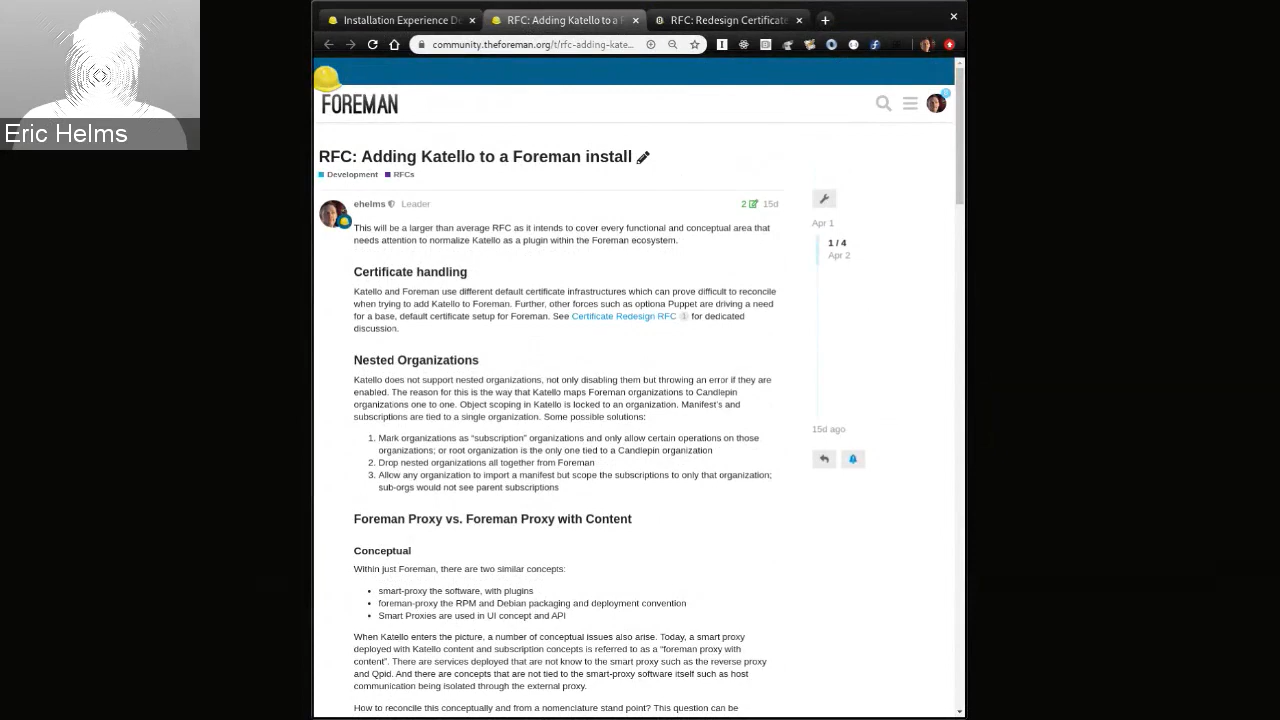 Eric Helms
Installation Experience De
RFC: Adding Katello to a F
RFC: Redesign Certificate
community.theforeman.org/t/rfc-adding-kate…
FOREMAN
RFC: Adding Katello to a Foreman install
Development RFCs
ehelms Leader 2 15d
This will be a larger than average RFC as it intends to cover every functional and conceptual area that
needs attention to normalize Katello as a plugin within the Foreman ecosystem.
Certificate handling
Katello and Foreman use different default certificate infrastructures which can prove difficult to reconcile
when trying to add Katello to Foreman. Further, other forces such as optiona Puppet are driving a need
for a base, default certificate setup for Foreman. See Certificate Redesign RFC 1 for dedicated
discussion.
Nested Organizations
Katello does not support nested organizations, not only disabling them but throwing an error if they are
enabled. The reason for this is the way that Katello maps Foreman organizations to Candlepin
organizations one to one. Object scoping in Katello is locked to an organization. Manifest's and
subscriptions are tied to a single organization. Some possible solutions:
1. Mark organizations as “subscription” organizations and only allow certain operations on those
organizations; or root organization is the only one tied to a Candlepin organization
2. Drop nested organizations all together from Foreman
3. Allow any organization to import a manifest but scope the subscriptions to only that organization;
sub-orgs would not see parent subscriptions
Foreman Proxy vs. Foreman Proxy with Content
Conceptual
Within just Foreman, there are two similar concepts:
• smart-proxy the software, with plugins
• foreman-proxy the RPM and Debian packaging and deployment convention
• Smart Proxies are used in UI concept and API
When Katello enters the picture, a number of conceptual issues also arise. Today, a smart proxy
deployed with Katello content and subscription concepts is referred to as a “foreman proxy with
content”. There are services deployed that are not know to the smart proxy such as the reverse proxy
and Qpid. And there are concepts that are not tied to the smart-proxy software itself such as host
communication being isolated through the external proxy.
How to reconcile this conceptually and from a nomenclature stand point? This question can be
Apr 1
1 / 4
Apr 2
15d ago